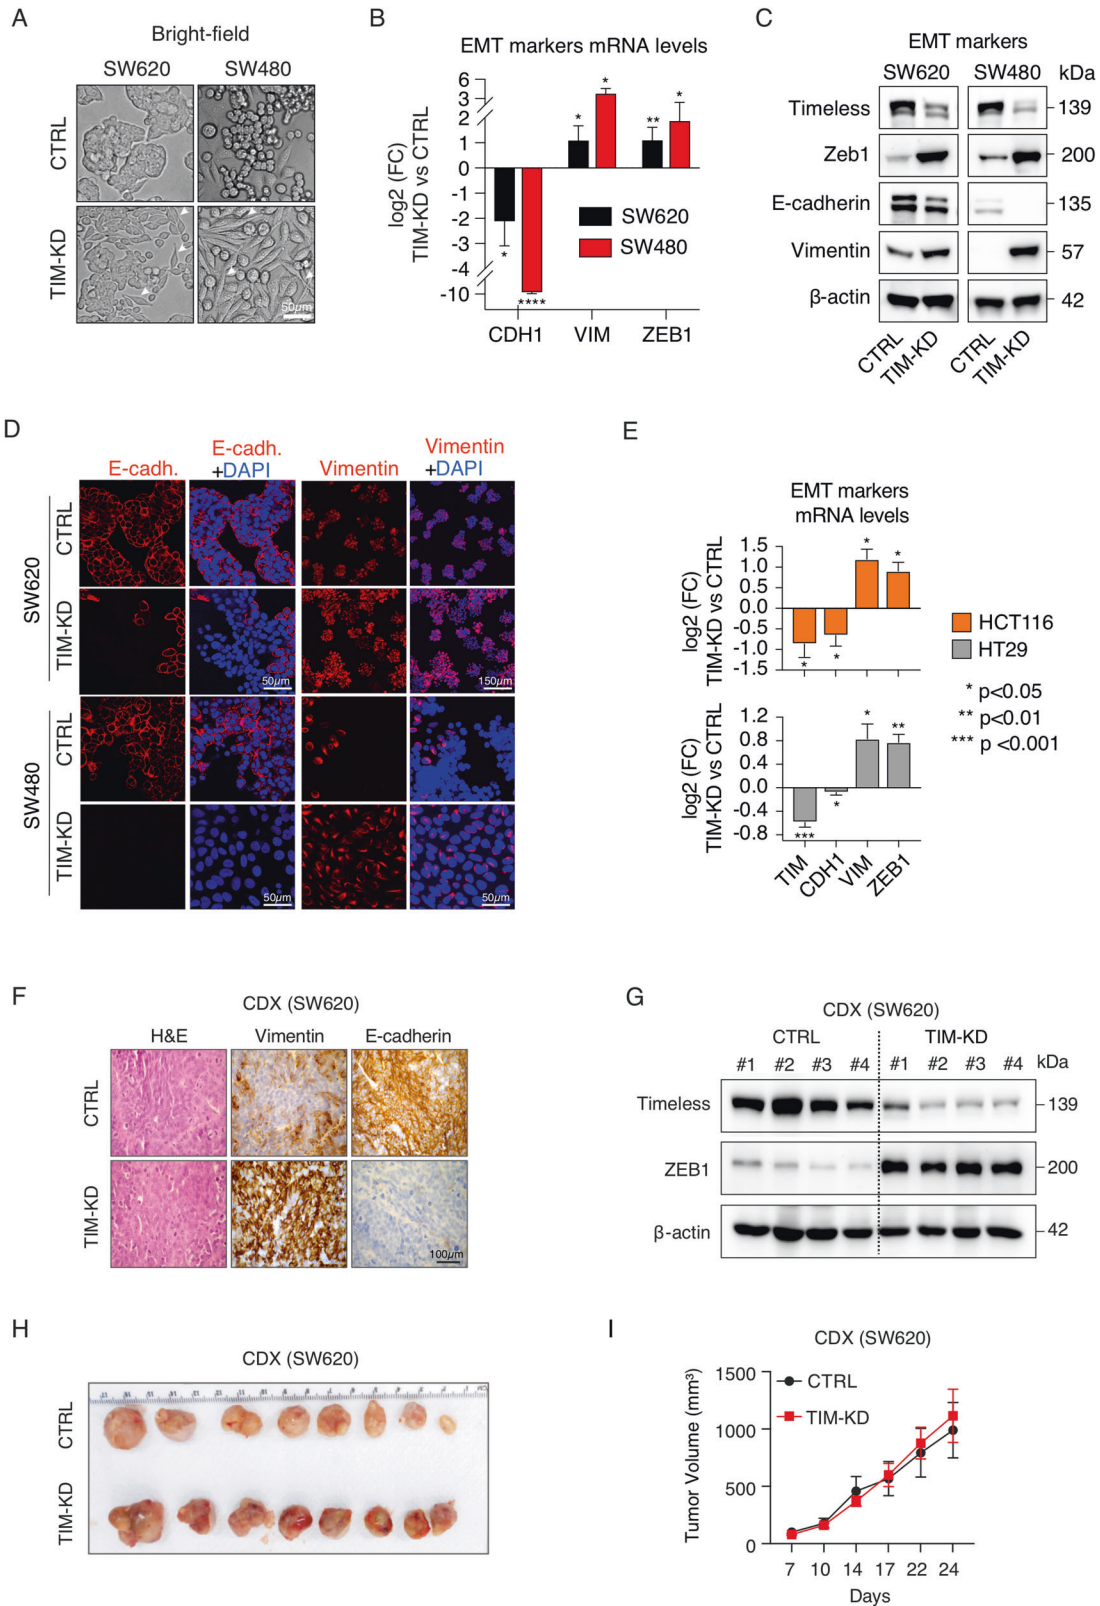 A
Bright-field
SW620 SW480
CTRL
TIM-KD
50µm
B
EMT markers mRNA levels
log2 (FC)
TIM-KD vs CTRL
6
3
2
1
0
-0
-1
-2
-3
-4
-10
* * ** *
* ****
SW620
SW480
CDH1 VIM ZEB1
C
EMT markers
SW620 SW480 kDa
Timeless 139
Zeb1 200
E-cadherin 135
Vimentin 57
β-actin 42
CTRL TIM-KD CTRL TIM-KD
D
E-cadh. E-cadh. +DAPI Vimentin Vimentin +DAPI
SW620
CTRL
TIM-KD
50µm 150µm
SW480
CTRL
TIM-KD
50µm 50µm
E
EMT markers
mRNA levels
log2 (FC)
TIM-KD vs CTRL
1.5
1.0
0.5
0.0
-0.5
-1.0
-1.5
* * * *
HCT116
HT29
* p<0.05
** p<0.01
*** p <0.001
log2 (FC)
TIM-KD vs CTRL
1.2
0.8
0.4
0.0
-0.4
-0.8
*** * * **
TIM CDH1 VIM ZEB1
F
CDX (SW620)
H&E Vimentin E-cadherin
CTRL
TIM-KD
100µm
G
CDX (SW620)
CTRL TIM-KD
#1 #2 #3 #4 #1 #2 #3 #4 kDa
Timeless 139
ZEB1 200
β-actin 42
H
CDX (SW620)
CTRL
TIM-KD
I
CDX (SW620)
Tumor Volume (mm³)
1500
1000
500
0
CTRL
TIM-KD
7 10 14 17 22 24
Days